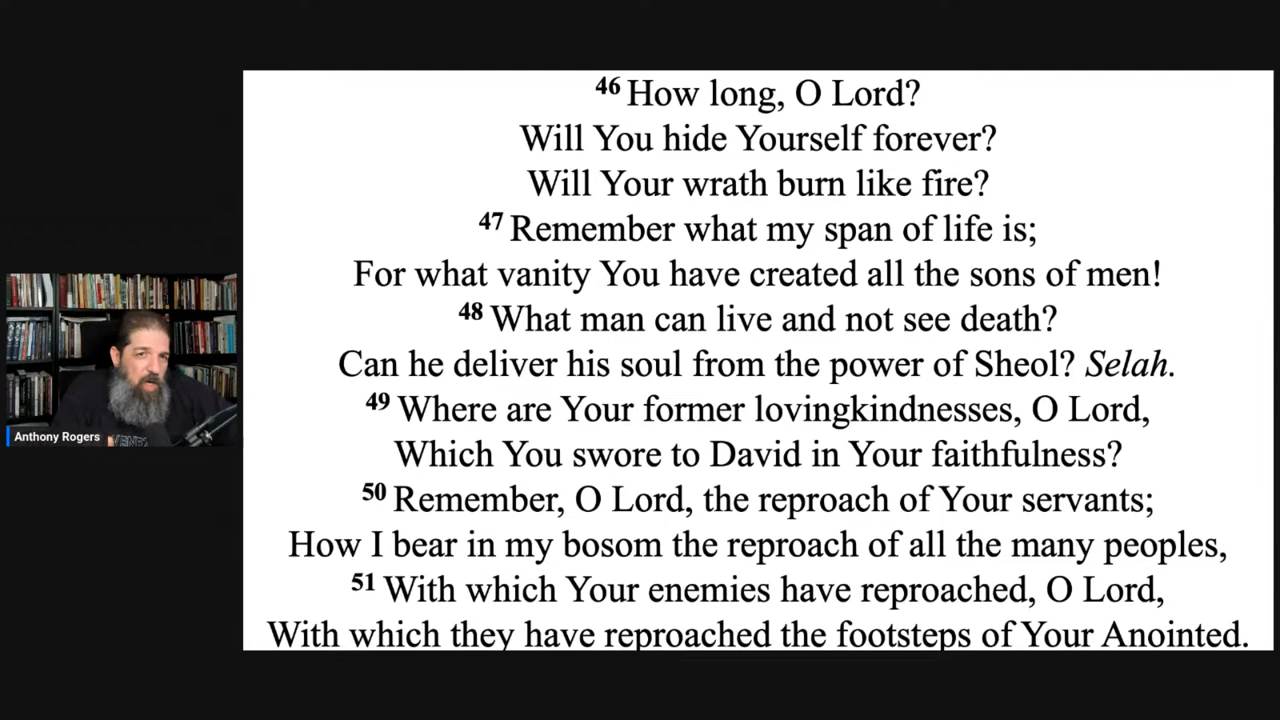 46 How long, O Lord?
Will You hide Yourself forever?
Will Your wrath burn like fire?
47 Remember what my span of life is;
For what vanity You have created all the sons of men!
48 What man can live and not see death?
Can he deliver his soul from the power of Sheol? Selah.
49 Where are Your former lovingkindnesses, O Lord,
Which You swore to David in Your faithfulness?
50 Remember, O Lord, the reproach of Your servants;
How I bear in my bosom the reproach of all the many peoples,
51 With which Your enemies have reproached, O Lord,
With which they have reproached the footsteps of Your Anointed.
Anthony Rogers